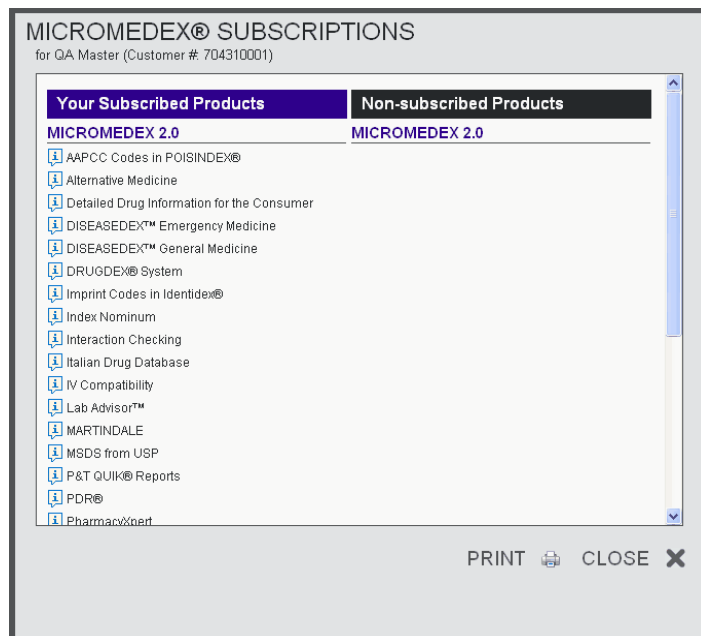 MICROMEDEX® SUBSCRIPTIONS
for QA Master (Customer #: 704310001)
Your Subscribed Products
Non-subscribed Products
MICROMEDEX 2.0
MICROMEDEX 2.0
AAPCC Codes in POISINDEX®
Alternative Medicine
Detailed Drug Information for the Consumer
DISEASEDEX™ Emergency Medicine
DISEASEDEX™ General Medicine
DRUGDEX® System
Imprint Codes in Identidex®
Index Nominum
Interaction Checking
Italian Drug Database
IV Compatibility
Lab Advisor™
MARTINDALE
MSDS from USP
P&T QUIK® Reports
PDR®
PharmacyXpert
PRINT CLOSE